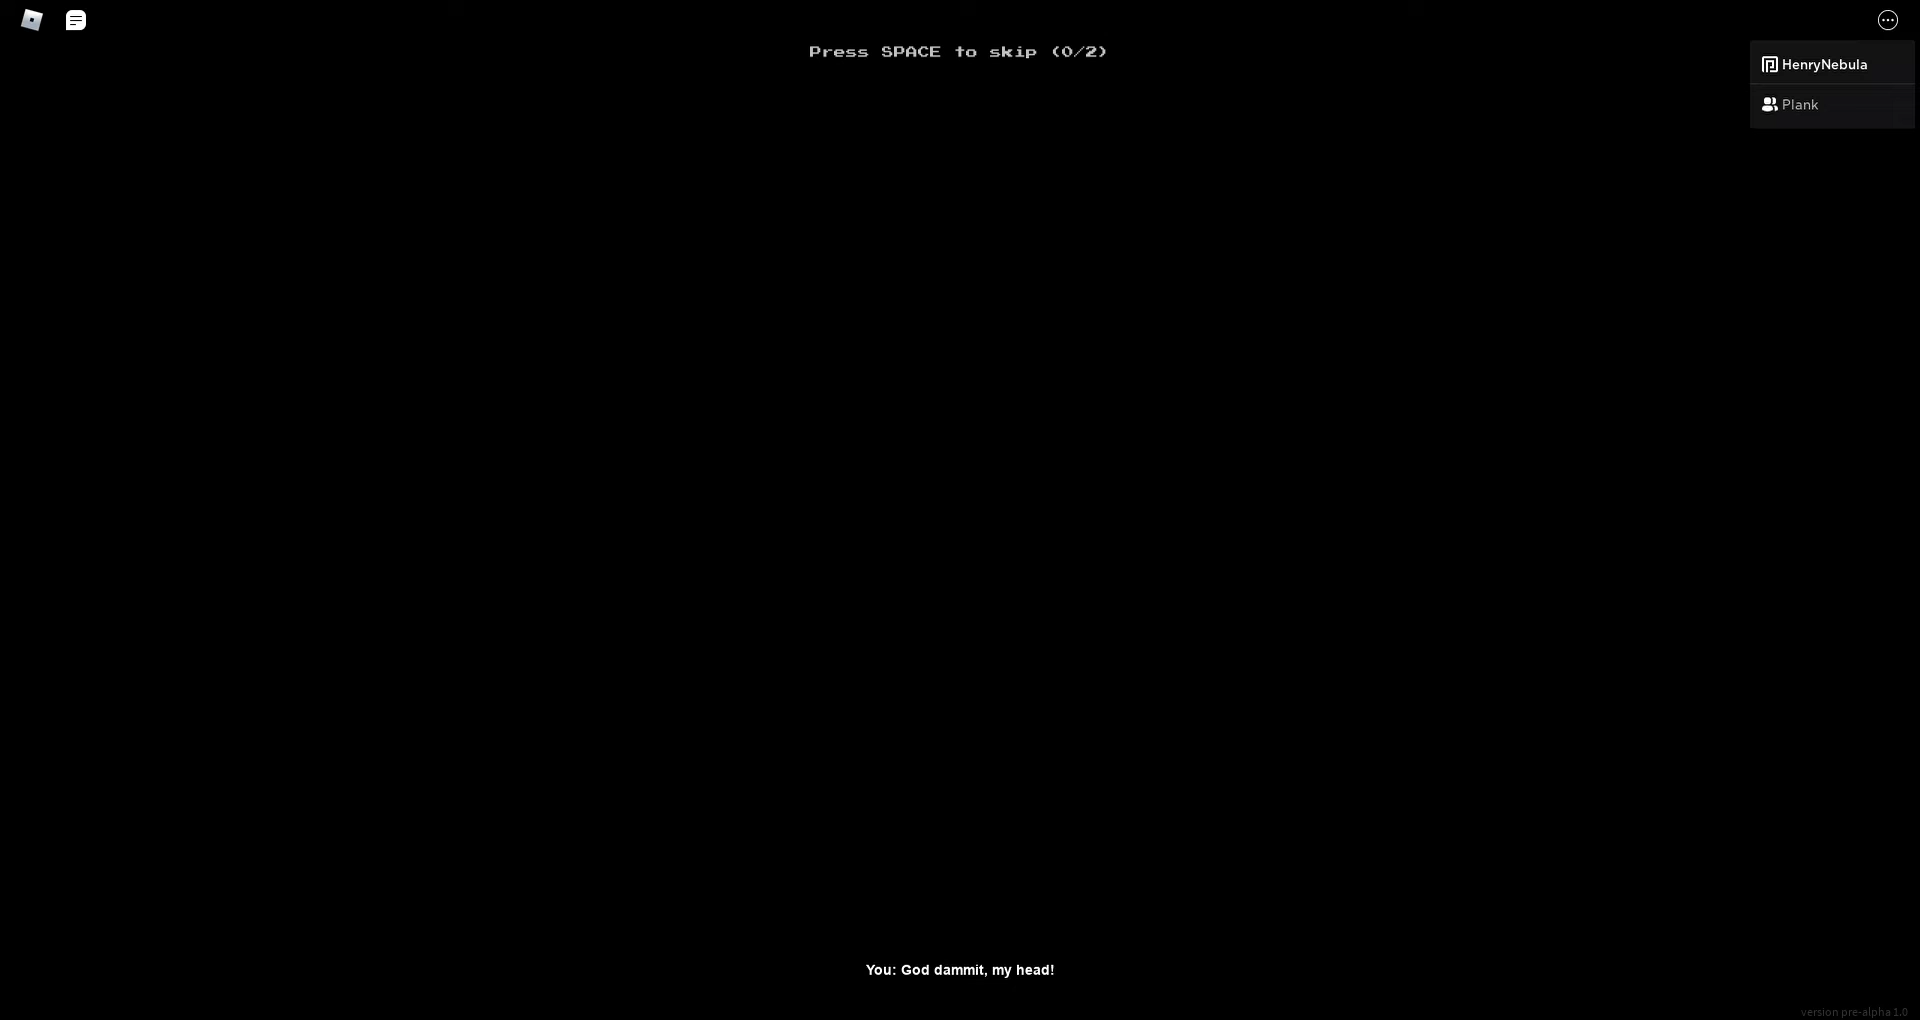 Press SPACE to skip (0/2)
HenryNebula
Plank
You: God dammit, my head!
version pre-alpha 1.0